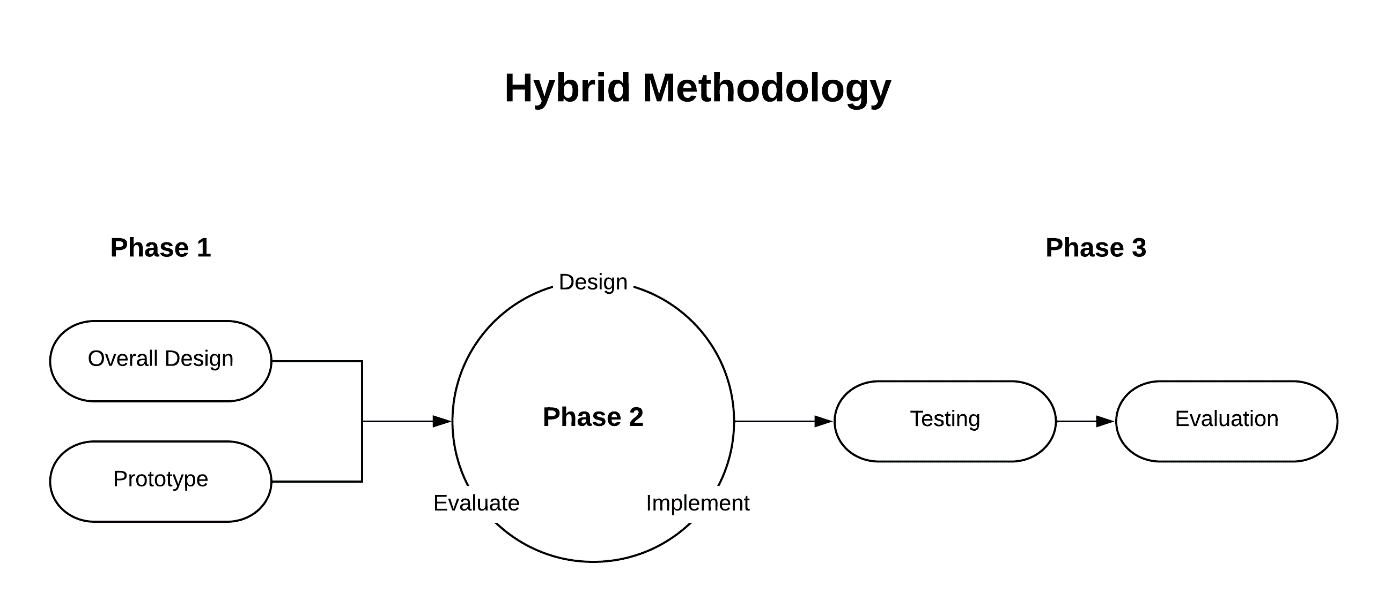 Hybrid Methodology
Phase 1
Phase 3
Design
Overall Design
Phase 2
Testing
Evaluation
Prototype
Evaluate
Implement